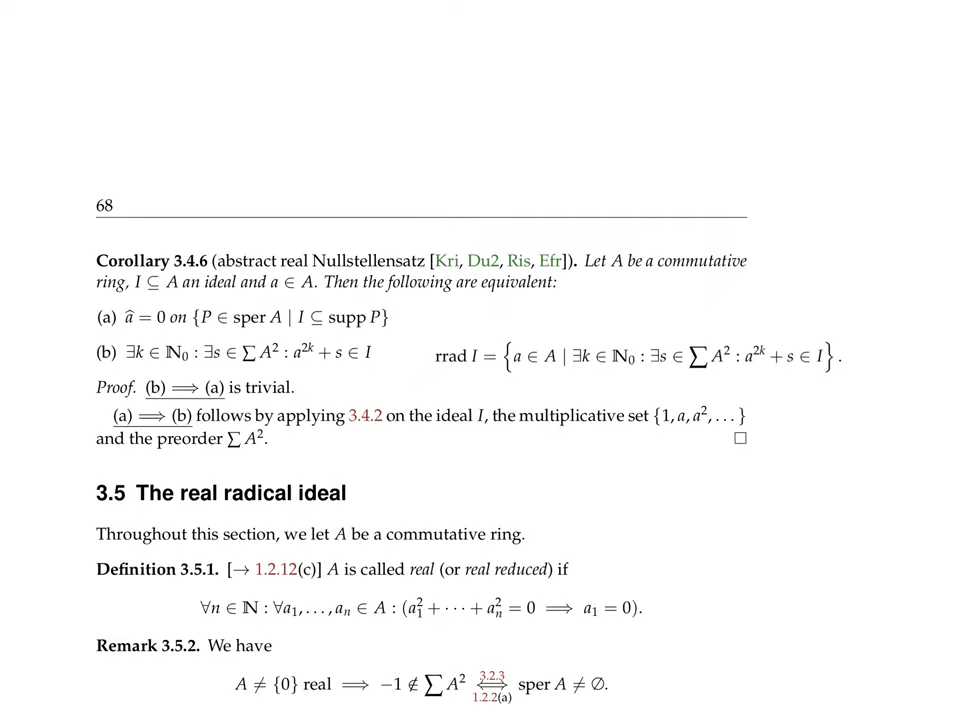 68
Corollary 3.4.6 (abstract real Nullstellensatz [Kri, Du2, Ris, Efr]). Let A be a commutative
ring, I ⊆ A an ideal and a ∈ A. Then the following are equivalent:
(a) â = 0 on {P ∈ sper A | I ⊆ supp P}
(b) ∃k ∈ ℕ₀ : ∃s ∈ ∑ A² : a²ᵏ + s ∈ I
rrad I = {a ∈ A | ∃k ∈ ℕ₀ : ∃s ∈ ∑ A² : a²ᵏ + s ∈ I}.
Proof. (b) ⟹ (a) is trivial.
(a) ⟹ (b) follows by applying 3.4.2 on the ideal I, the multiplicative set {1, a, a², . . . }
and the preorder ∑ A². □
3.5 The real radical ideal
Throughout this section, we let A be a commutative ring.
Definition 3.5.1. [→ 1.2.12(c)] A is called real (or real reduced) if
∀n ∈ ℕ : ∀a₁, . . . , aₙ ∈ A : (a₁² + · · · + aₙ² = 0 ⟹ a₁ = 0).
Remark 3.5.2. We have
A ≠ {0} real ⟹ −1 ∉ ∑ A² 3.2.3 ⟺ 1.2.2(a) sper A ≠ ∅.